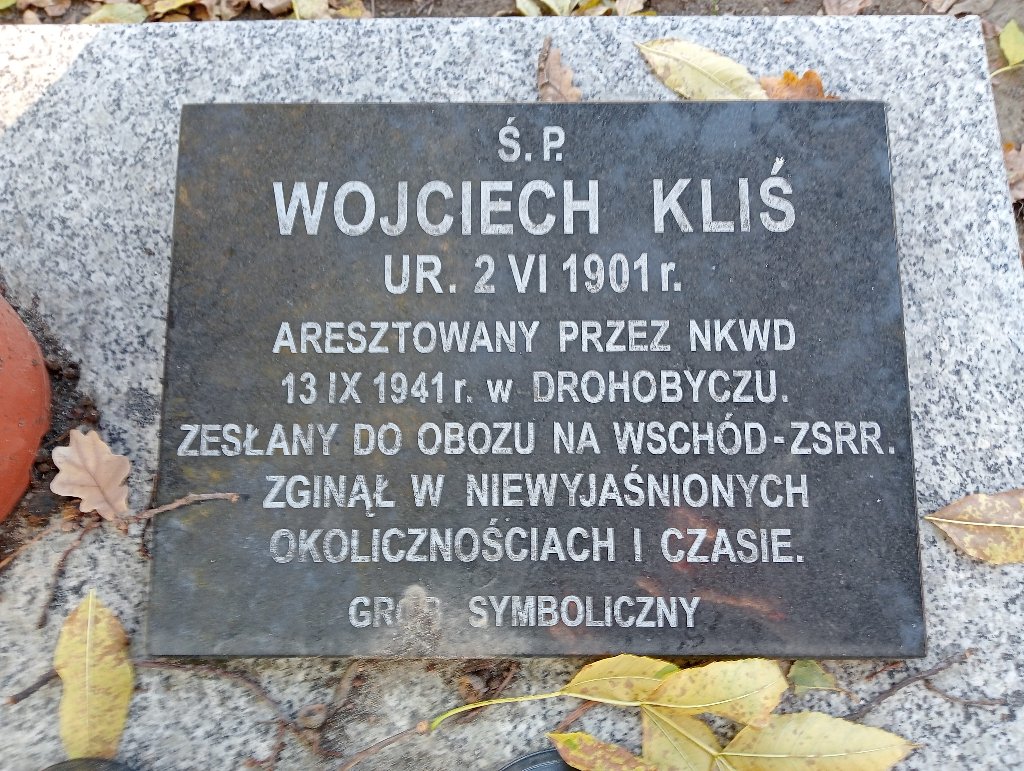 Ś.P.
WOJCIECH KLIŚ
UR. 2 VI 1901 r.
ARESZTOWANY PRZEZ NKWD
13 IX 1941 r. w DROHOBYCZU.
ZESŁANY DO OBOZU NA WSCHÓD-ZSRR.
ZGINĄŁ W NIEWYJAŚNIONYCH
OKOLICZNOŚCIACH I CZASIE.
GRÓB SYMBOLICZNY